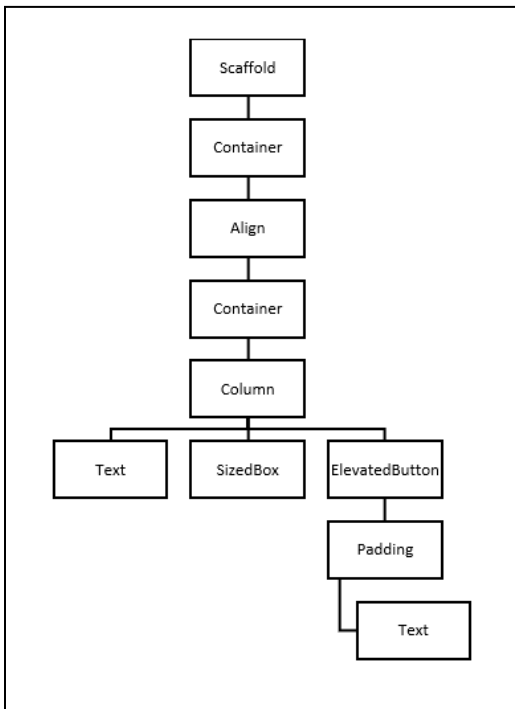 Scaffold
Container
Align
Container
Column
Text
SizedBox
ElevatedButton
Padding
Text